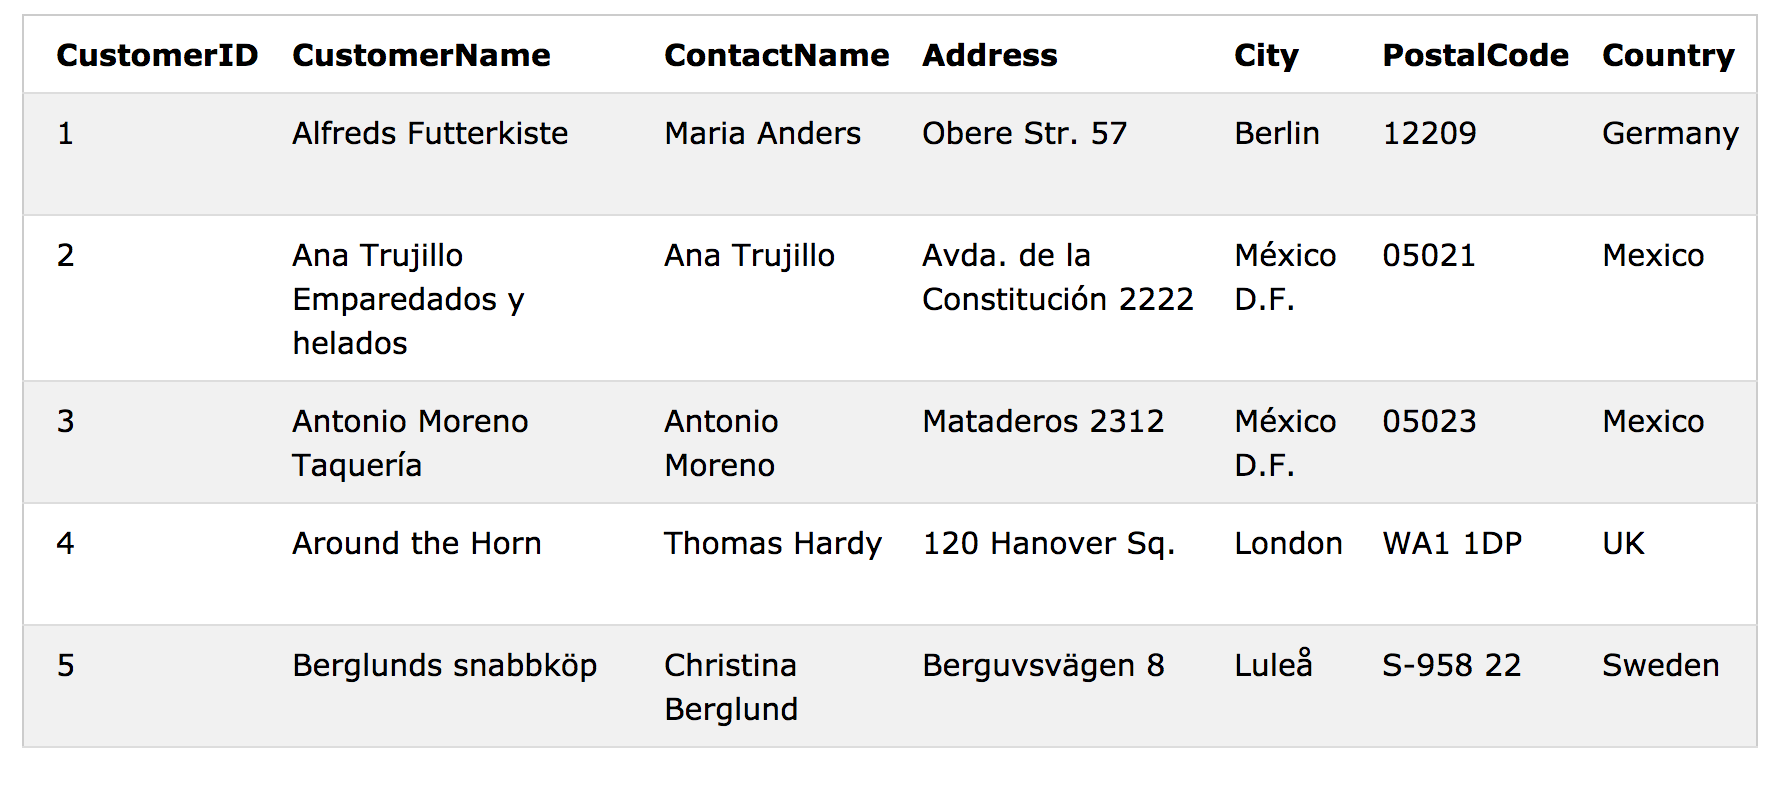 CustomerID CustomerName ContactName Address City PostalCode Country
1 Alfreds Futterkiste Maria Anders Obere Str. 57 Berlin 12209 Germany
2 Ana Trujillo Ana Trujillo Avda. de la México 05021 Mexico
Emparedados y Constitución 2222 D.F.
helados
3 Antonio Moreno Antonio Mataderos 2312 México 05023 Mexico
Taquería Moreno D.F.
4 Around the Horn Thomas Hardy 120 Hanover Sq. London WA1 1DP UK
5 Berglunds snabbköp Christina Berguvsvägen 8 Luleå S-958 22 Sweden
Berglund